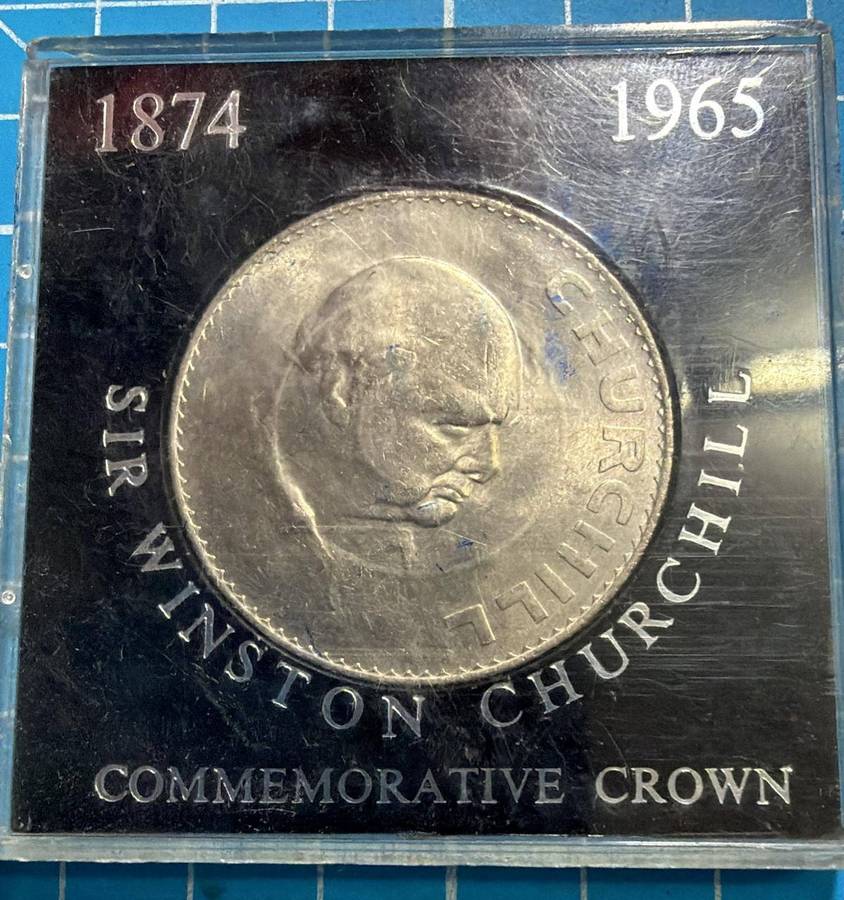 1874
1965
CHURCHILL
SIR WINSTON CHURCHILL
COMMEMORATIVE CROWN